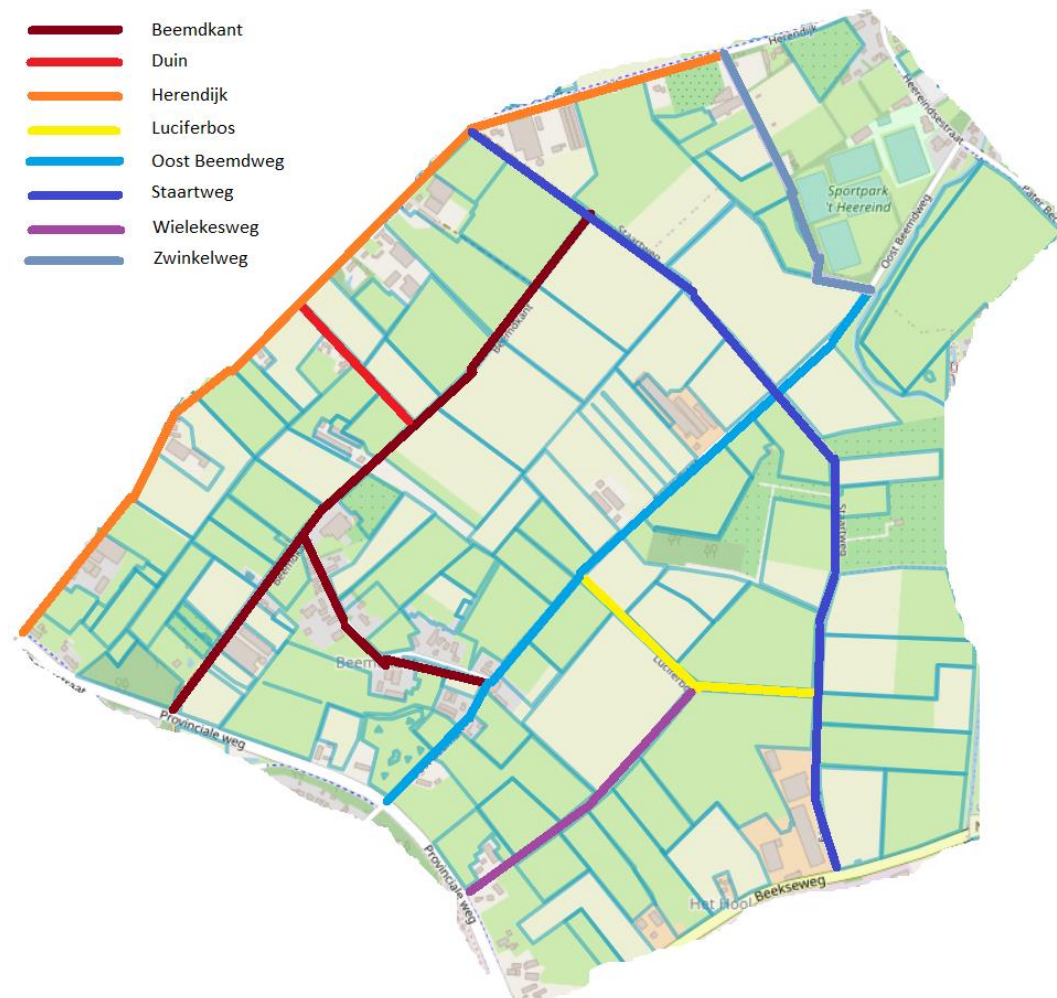 Beemdkant
Duin
Herendijk
Luciferbos
Oost Beemdweg
Staartweg
Wielekesweg
Zwinkelweg
Herendijk
Heereindsestraat
Sportpark
't Heereind
Oost Beemdweg
Staartweg
Beemdkant
Staartweg
Luciferbos
Provinciale weg
Provinciale weg
Beekseweg
Het Hool